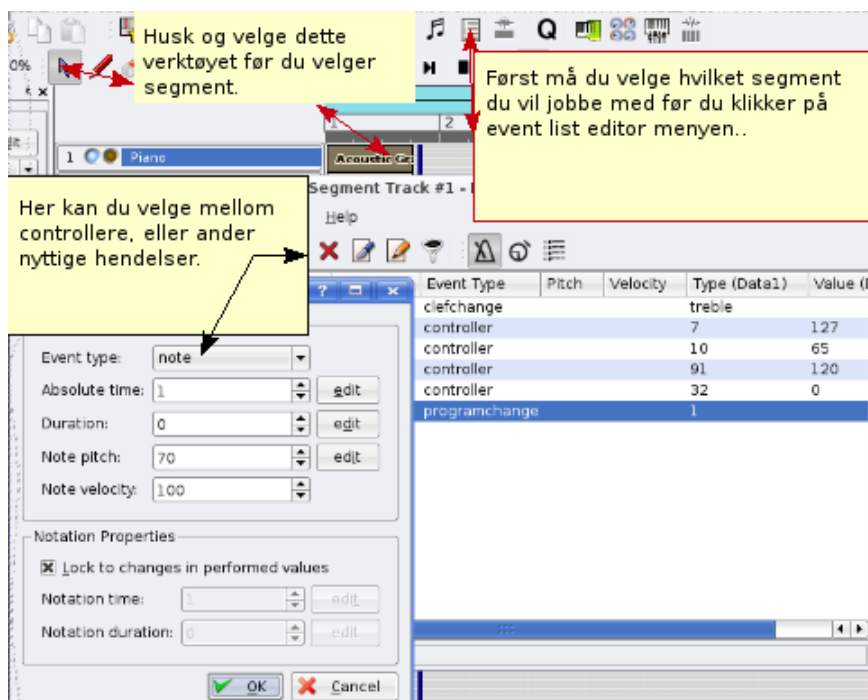 Husk og velge dette
verktøyet før du velger
segment.
Q
Først må du velge hvilket segment
du vil jobbe med før du klikker på
event list editor menyen..
0%
1
2
1 Piano
Acoustic Gr
Segment Track #1 -
Her kan du velge mellom
controllere, eller ander
nyttige hendelser.
Help
Event Type Pitch Velocity Type (Data1) Value (
clefchange treble
controller 7 127
controller 10 65
controller 91 120
controller 32 0
programchange 1
Event type: note
Absolute time: 1 edit
Duration: 0 edit
Note pitch: 70 edit
Note velocity: 100
Notation Properties
Lock to changes in performed values
Notation time: 1 edit
Notation duration: 0 edit
OK Cancel